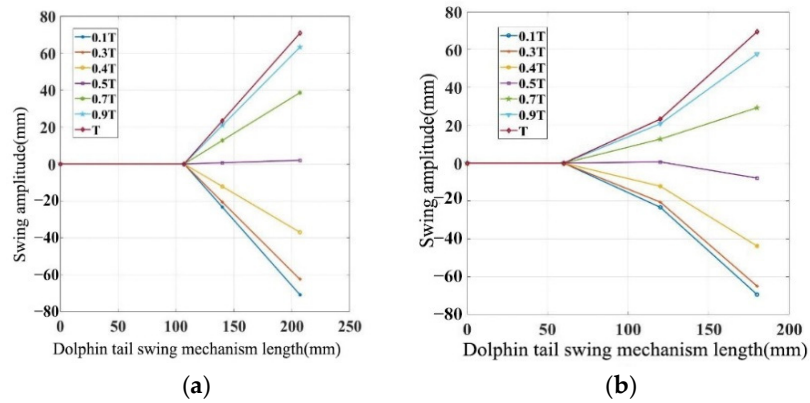 80
60
40
20
0
−20
−40
−60
−80
Swing amplitude(mm)
0.1T
0.3T
0.4T
0.5T
0.7T
0.9T
T
0 50 100 150 200 250
Dolphin tail swing mechanism length(mm)
(a)
80
60
40
20
0
−20
−40
−60
−80
Swing amplitude(mm)
0.1T
0.3T
0.4T
0.5T
0.7T
0.9T
T
0 50 100 150 200
Dolphin tail swing mechanism length(mm)
(b)